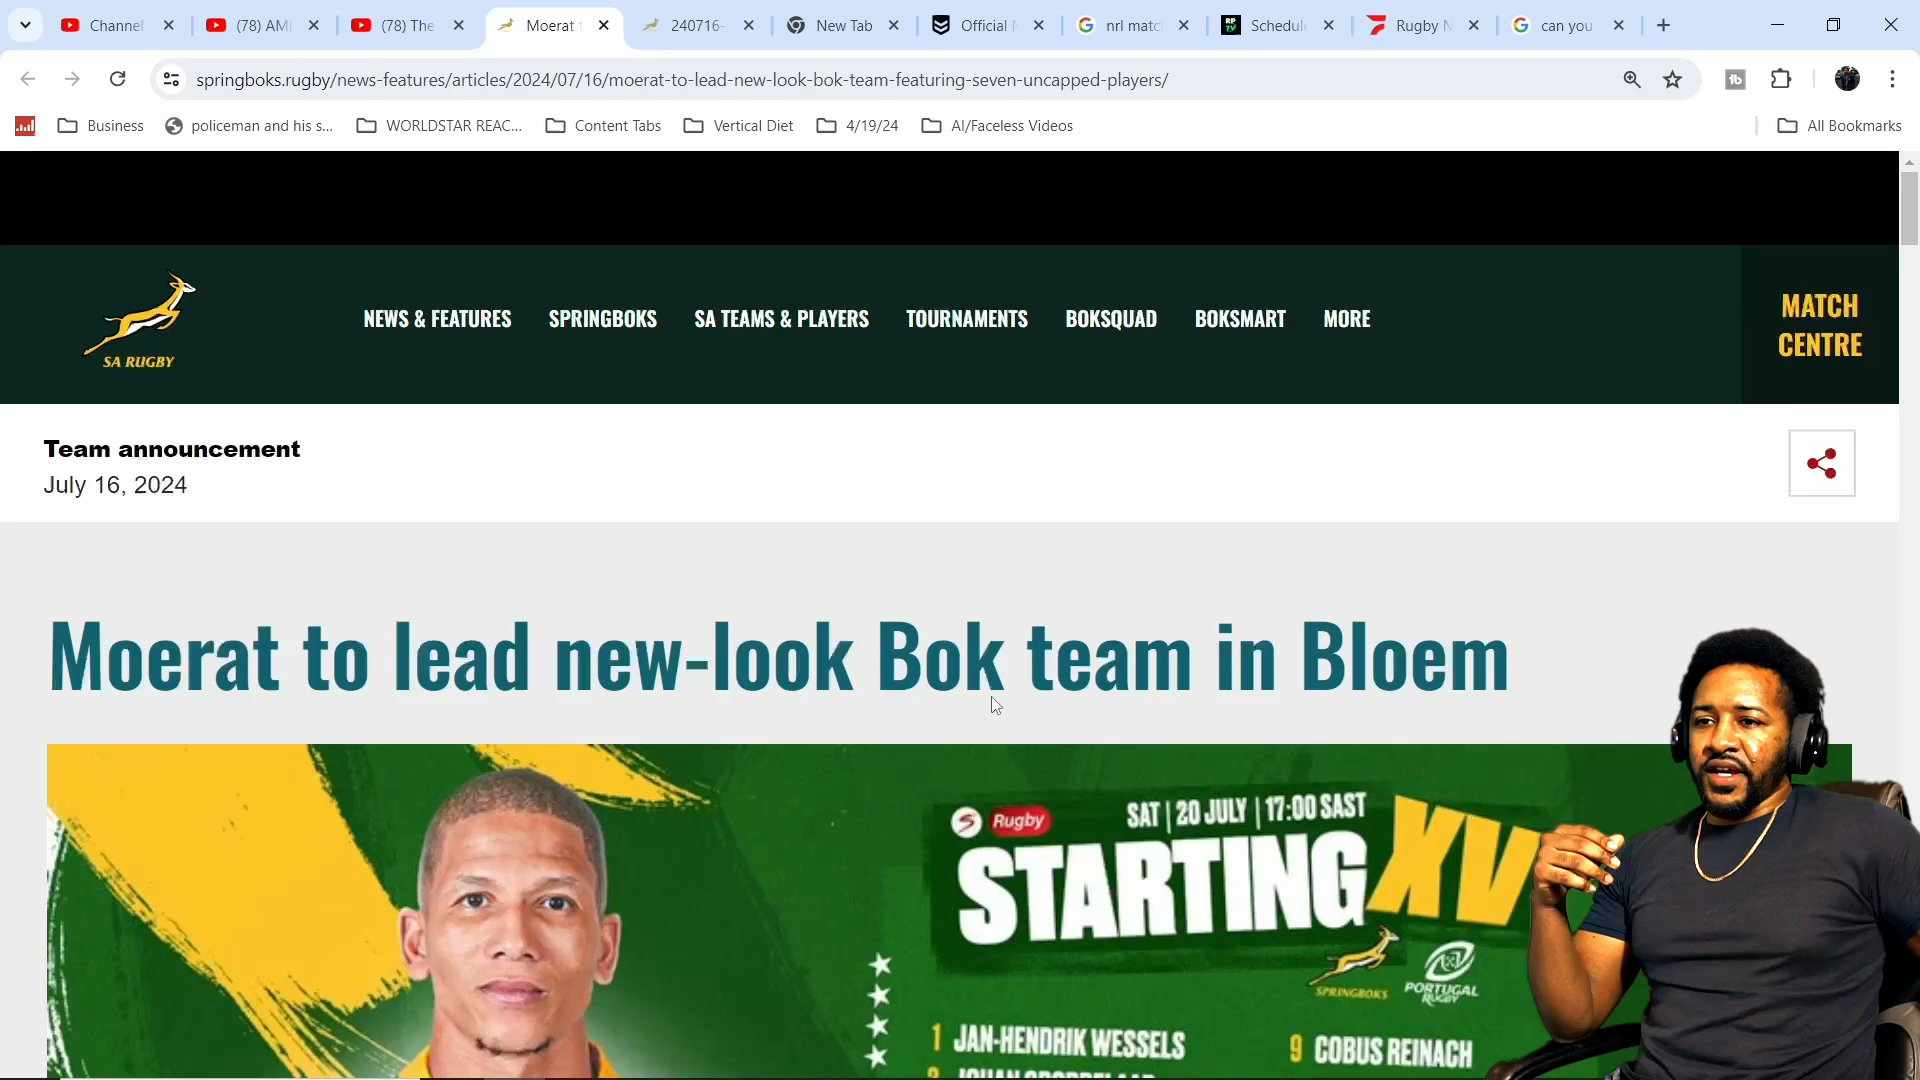 Channel
(78) AMI
(78) The
Moerat t
240716-
New Tab
Official
nrl matc
Schedul
Rugby N
can you
springboks.rugby/news-features/articles/2024/07/16/moerat-to-lead-new-look-bok-team-featuring-seven-uncapped-players/
Business
policeman and his s...
WORLDSTAR REAC...
Content Tabs
Vertical Diet
4/19/24
AI/Faceless Videos
All Bookmarks
SA RUGBY
NEWS & FEATURES
SPRINGBOKS
SA TEAMS & PLAYERS
TOURNAMENTS
BOKSQUAD
BOKSMART
MORE
MATCH
CENTRE
Team announcement
July 16, 2024
Moerat to lead new-look Bok team in Bloem
S Rugby
SAT | 20 JULY | 17:00 SAST
STARTING XV
SPRINGBOKS
PORTUGAL
RUGBY
1 JAN-HENDRIK WESSELS
9 COBUS REINACH